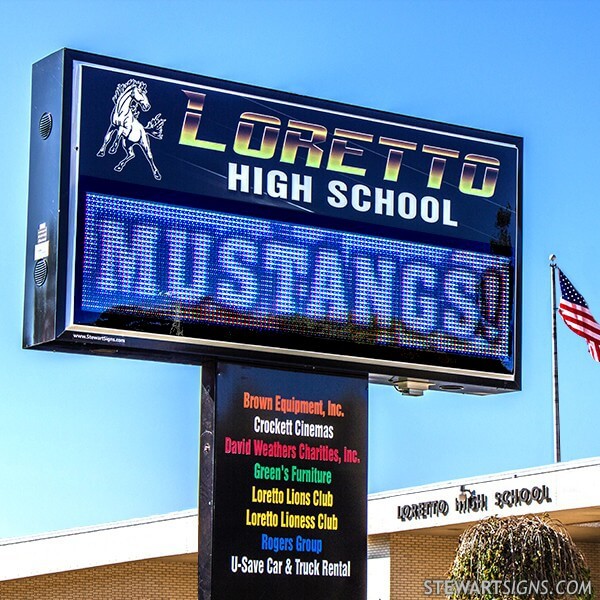 LORETTO
HIGH SCHOOL
MUSTANGS!
www.StewartSigns.com
Brown Equipment, Inc.
Crockett Cinemas
David Weathers Charities, Inc.
Green's Furniture
Loretto Lions Club
Loretto Lioness Club
Rogers Group
U-Save Car & Truck Rental
LORETTO HIGH SCHOOL
STEWARTSIGNS.COM